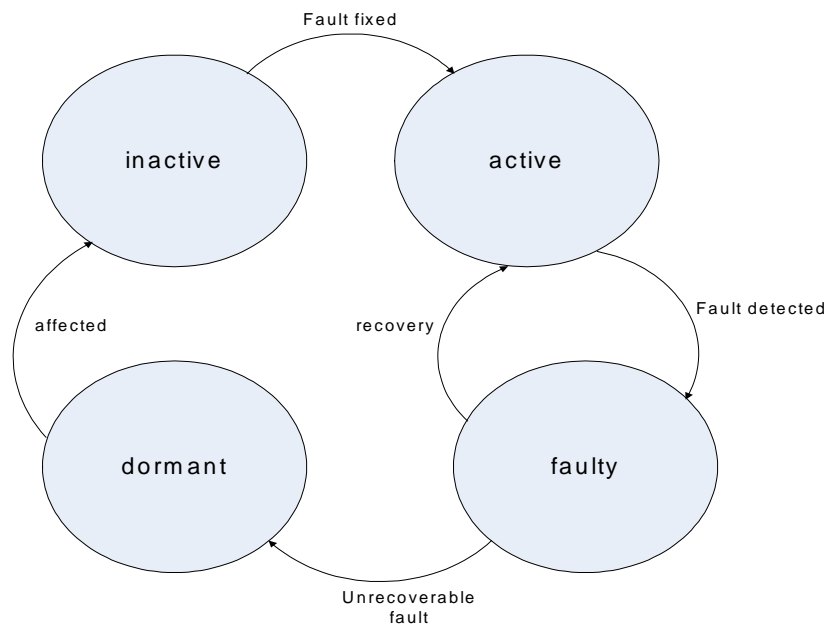 Fault fixed
inactive
active
affected
recovery
Fault detected
dormant
faulty
Unrecoverable
fault